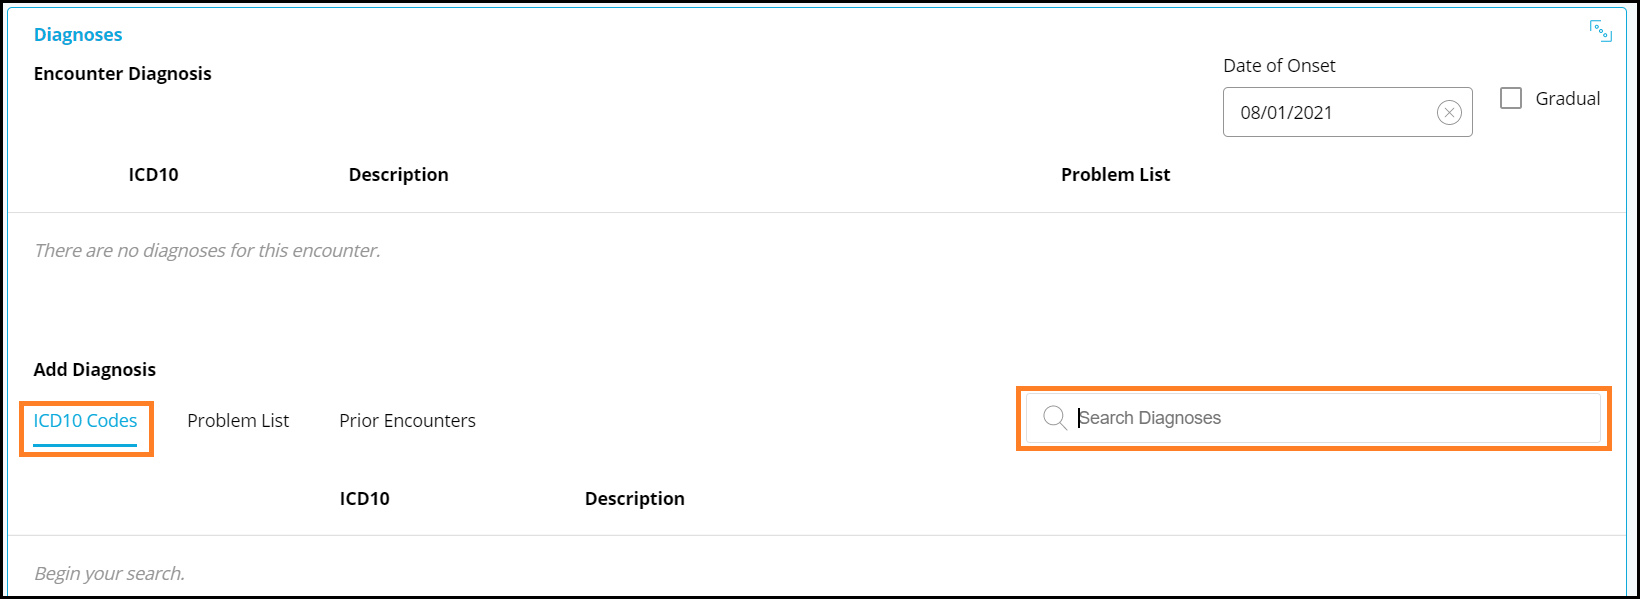 Diagnoses
Encounter Diagnosis
Date of Onset
08/01/2021
Gradual
ICD10 Description Problem List
There are no diagnoses for this encounter.
Add Diagnosis
ICD10 Codes Problem List Prior Encounters Search Diagnoses
ICD10 Description
Begin your search.